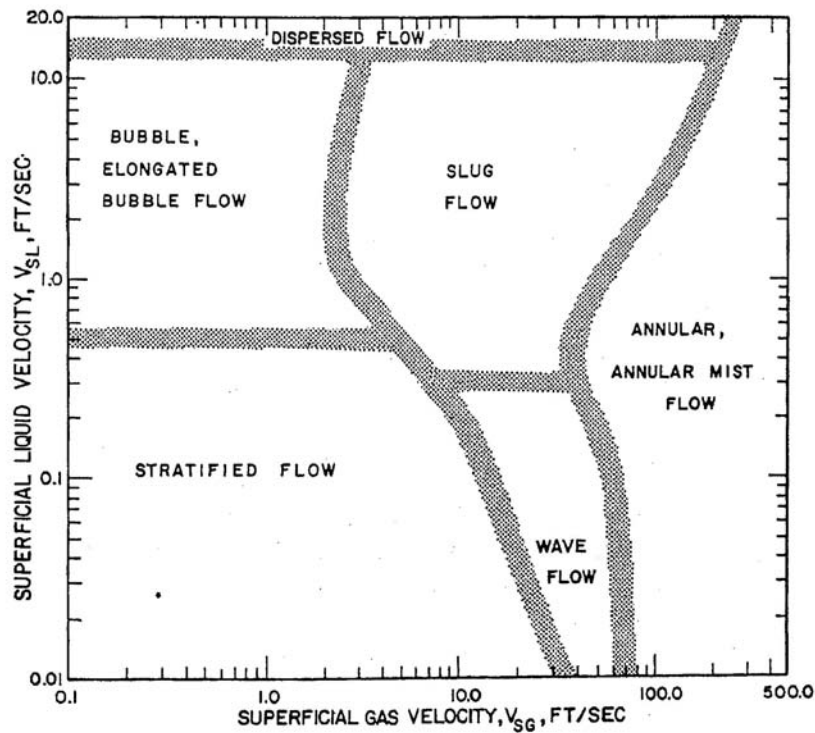 20.0
DISPERSED FLOW
10.0
BUBBLE,
ELONGATED
BUBBLE FLOW
SLUG
FLOW
SUPERFICIAL LIQUID VELOCITY, VSL, FT/SEC.
1.0
ANNULAR,
ANNULAR MIST
FLOW
0.1
STRATIFIED FLOW
WAVE
FLOW
0.01
0.1
1.0
10.0
100.0
500.0
SUPERFICIAL GAS VELOCITY, VSG, FT/SEC